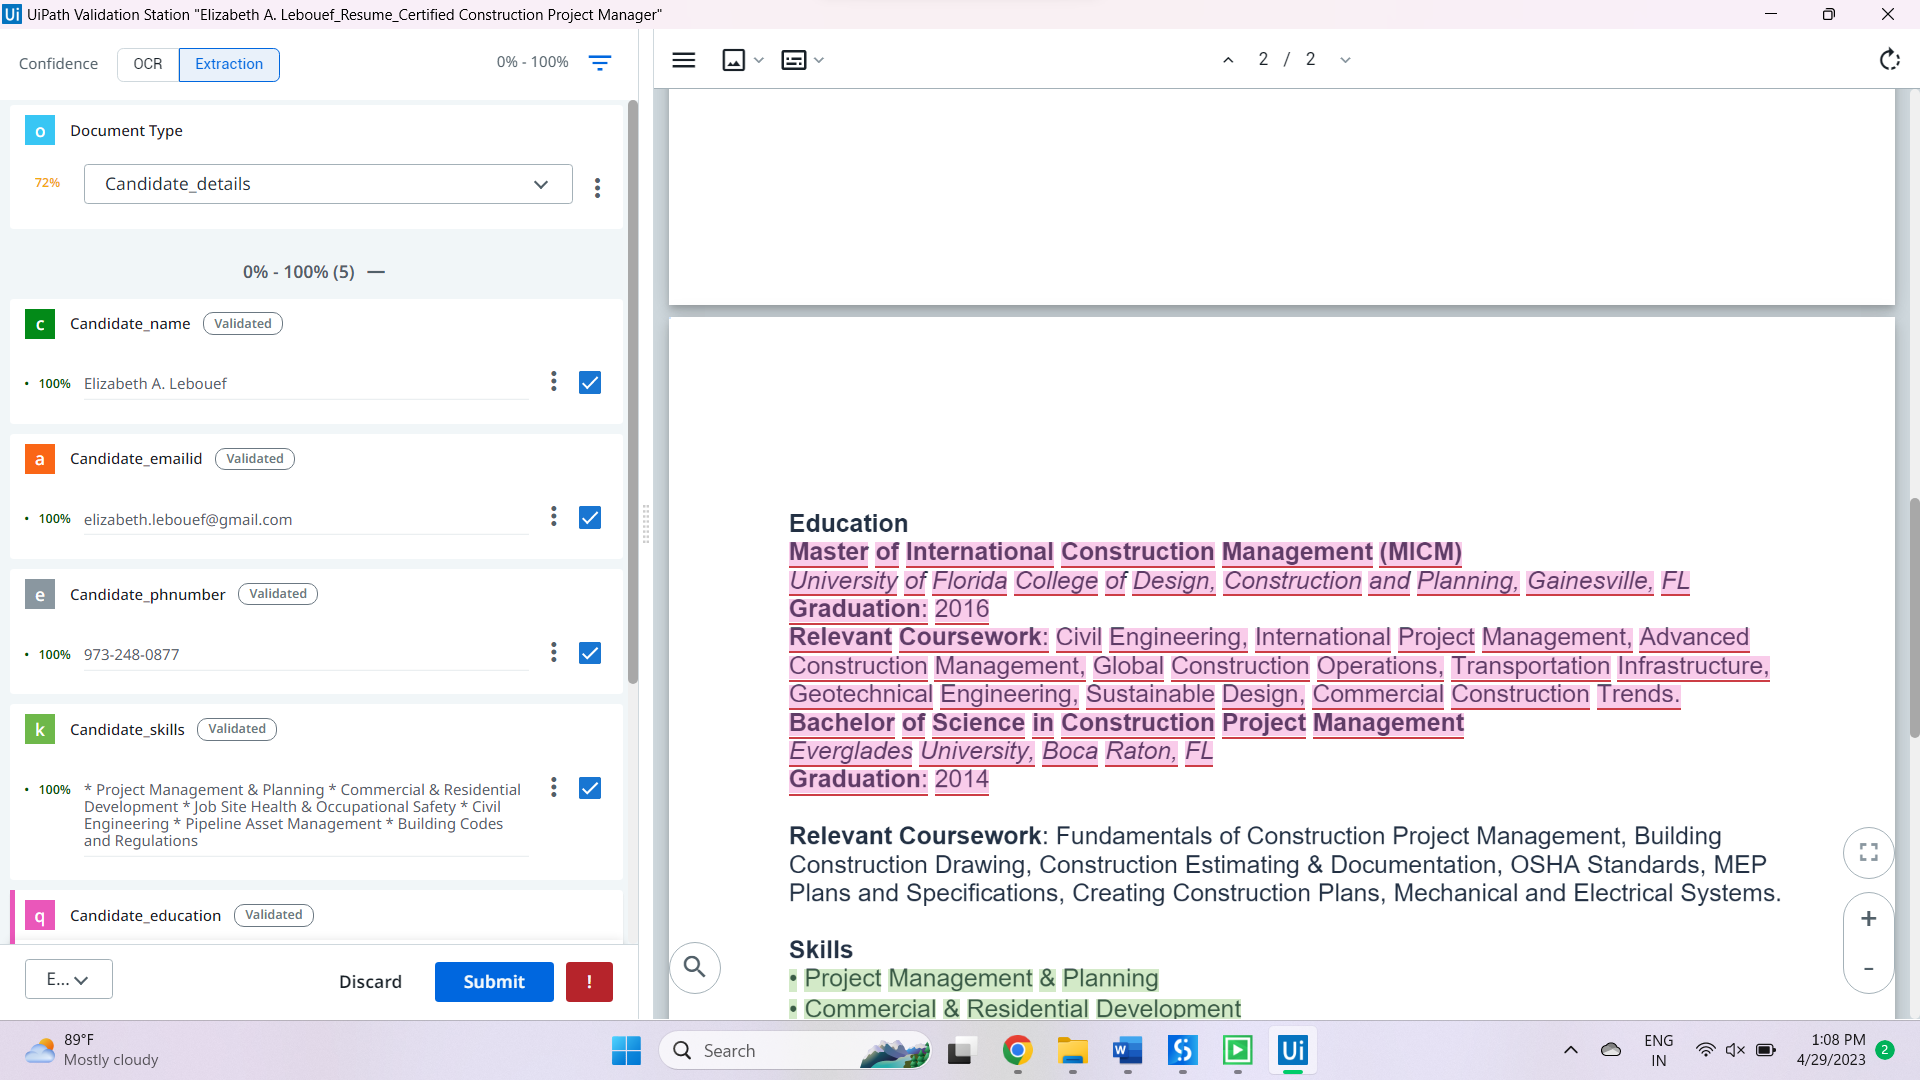 Ui UiPath Validation Station "Elizabeth A. Lebouef_Resume_Certified Construction Project Manager"
Confidence OCR Extraction 0% - 100%
o Document Type
72% Candidate_details
0% - 100% (5)
c Candidate_name Validated
100% Elizabeth A. Lebouef
a Candidate_emailid Validated
100% elizabeth.lebouef@gmail.com
e Candidate_phnumber Validated
100% 973-248-0877
k Candidate_skills Validated
100% * Project Management & Planning * Commercial & Residential
Development * Job Site Health & Occupational Safety * Civil
Engineering * Pipeline Asset Management * Building Codes
and Regulations
q Candidate_education Validated
E... Discard Submit !
2 / 2
Education
Master of International Construction Management (MICM)
University of Florida College of Design, Construction and Planning, Gainesville, FL
Graduation: 2016
Relevant Coursework: Civil Engineering, International Project Management, Advanced
Construction Management, Global Construction Operations, Transportation Infrastructure,
Geotechnical Engineering, Sustainable Design, Commercial Construction Trends.
Bachelor of Science in Construction Project Management
Everglades University, Boca Raton, FL
Graduation: 2014
Relevant Coursework: Fundamentals of Construction Project Management, Building
Construction Drawing, Construction Estimating & Documentation, OSHA Standards, MEP
Plans and Specifications, Creating Construction Plans, Mechanical and Electrical Systems.
Skills
• Project Management & Planning
• Commercial & Residential Development
89°F
Mostly cloudy
Search
W
Ui
ENG
IN
1:08 PM
4/29/2023
2